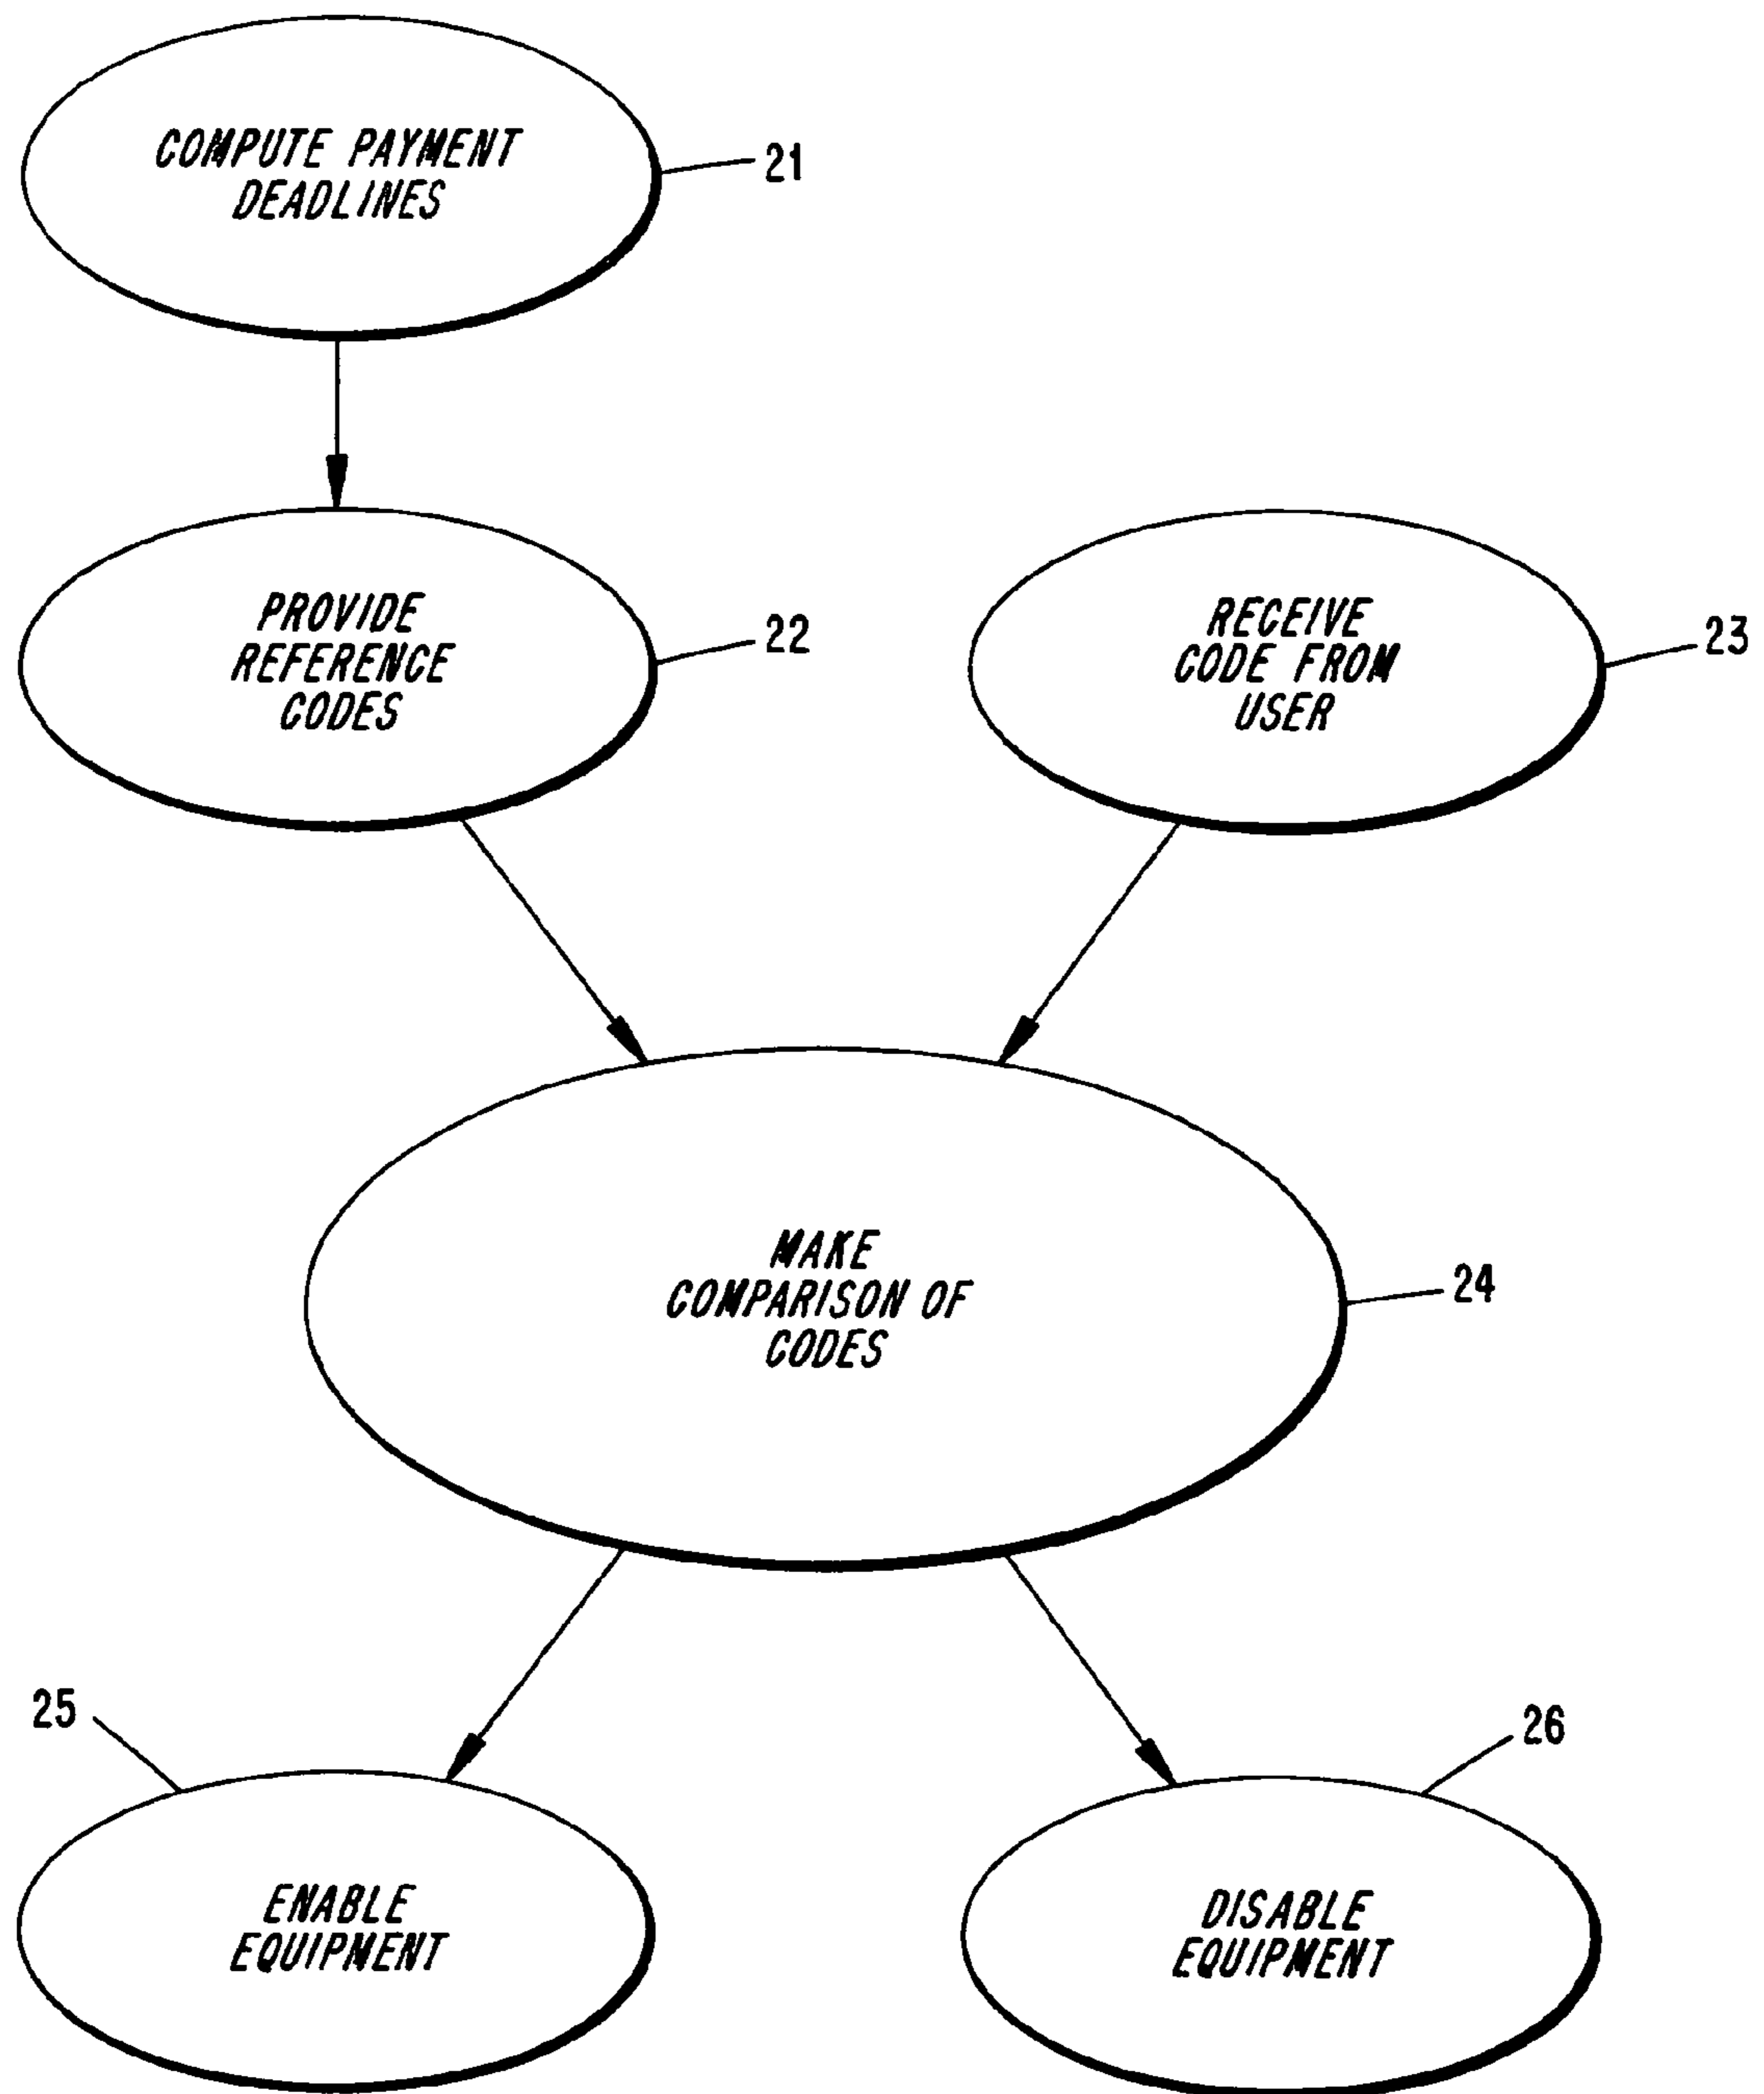 COMPUTE PAYMENT
DEADLINES
21
PROVIDE
REFERENCE
CODES
22
RECEIVE
CODE FROM
USER
23
MAKE
COMPARISON OF
CODES
24
25
ENABLE
EQUIPMENT
26
DISABLE
EQUIPMENT